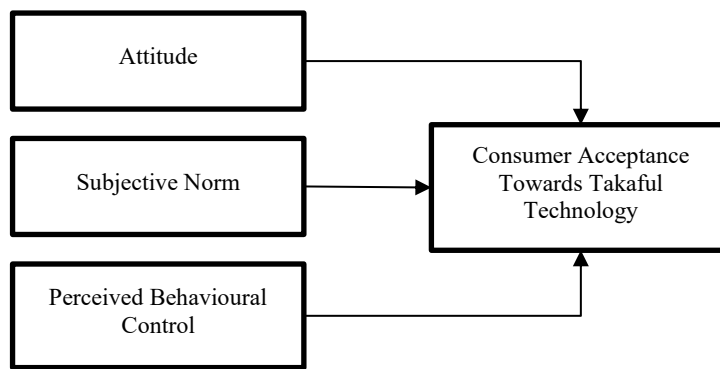 Attitude
Subjective Norm
Consumer Acceptance
Towards Takaful
Technology
Perceived Behavioural
Control